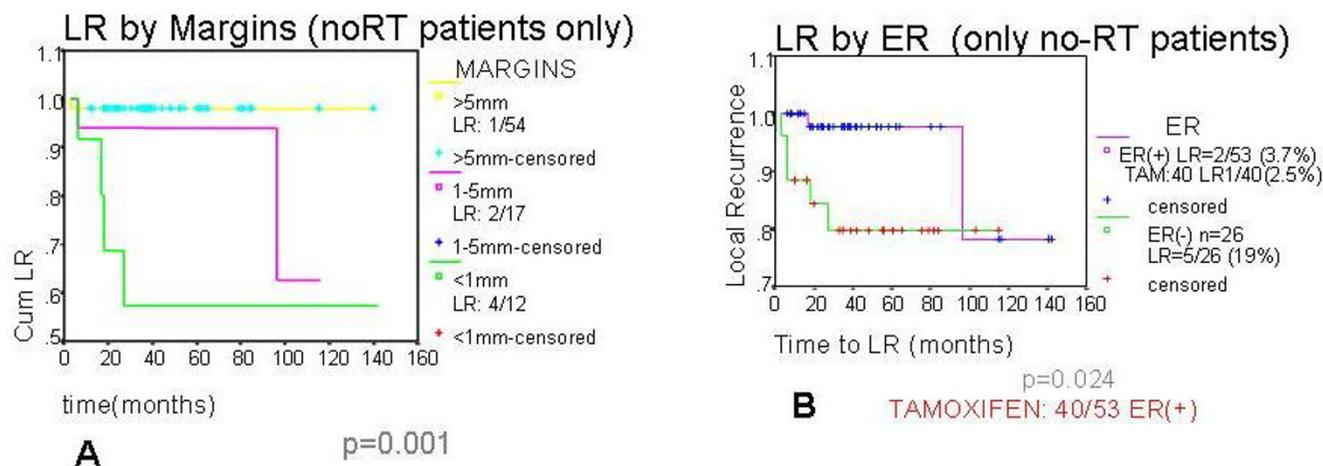 LR by Margins (noRT patients only)
1.1
1.0
.9
.8
.7
.6
.5
Cum LR
0 20 40 60 80 100 120 140 160
time(months)
MARGINS
>5mm
LR: 1/54
>5mm-censored
1-5mm
LR: 2/17
1-5mm-censored
<1mm
LR: 4/12
<1mm-censored
A
p=0.001
LR by ER (only no-RT patients)
1.1
1.0
.9
.8
.7
Local Recurrence
0 20 40 60 80 100 120 140 160
Time to LR (months)
ER
ER(+) LR=2/53 (3.7%)
TAM:40 LR1/40(2.5%)
censored
ER(-) n=26
LR=5/26 (19%)
censored
p=0.024
B
TAMOXIFEN: 40/53 ER(+)